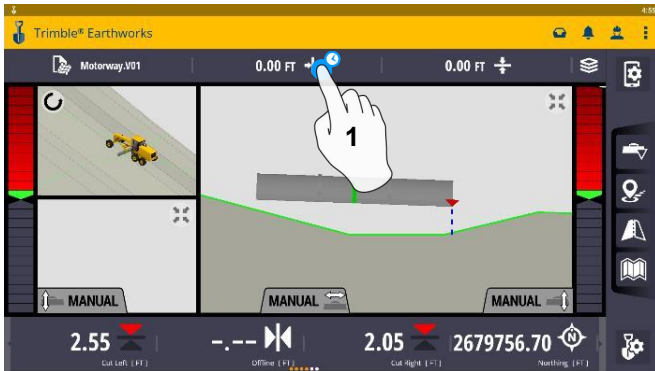 4:55
Trimble® Earthworks
Motorway.V01
0.00 FT
0.00 FT
1
MANUAL
MANUAL
MANUAL
2.55
-.--
2.05
2679756.70
N
Cut Left [FT]
Offline [FT]
Cut Right [FT]
Northing [FT]